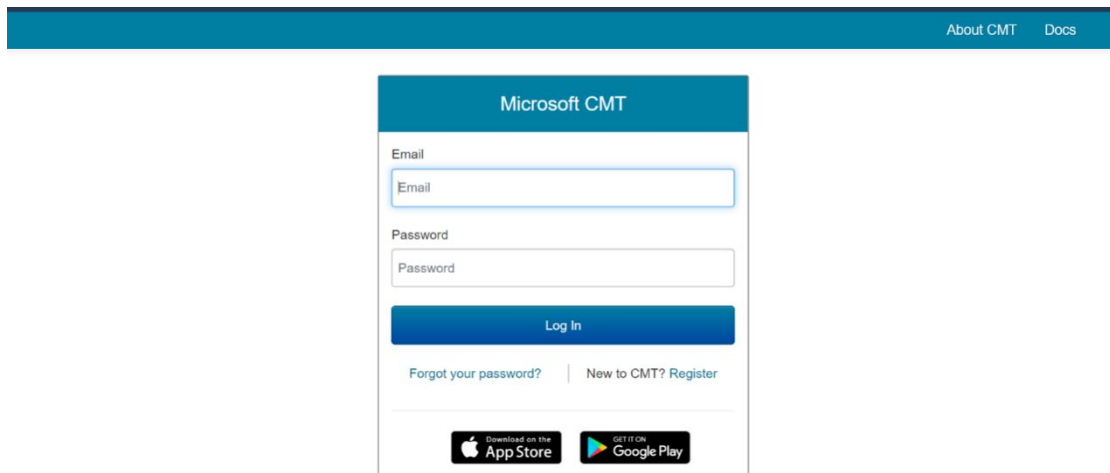 About CMT Docs
Microsoft CMT
Email
Email
Password
Password
Log In
Forgot your password? New to CMT? Register
Download on the
App Store
GET IT ON
Google Play